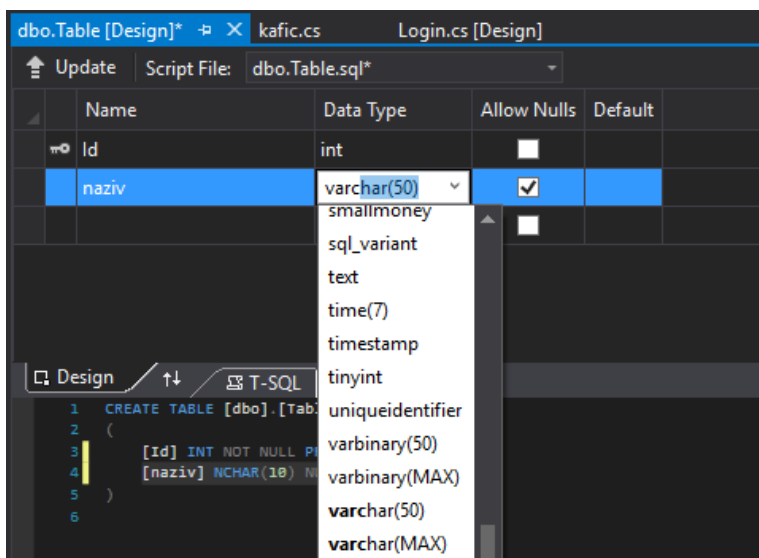 dbo.Table [Design]* kafic.cs Login.cs [Design]
Update Script File: dbo.Table.sql*
Name Data Type Allow Nulls Default
Id int
naziv varchar(50)
smallmoney
sql_variant
text
time(7)
timestamp
tinyint
uniqueidentifier
varbinary(50)
varbinary(MAX)
varchar(50)
varchar(MAX)
Design T-SQL
1 CREATE TABLE [dbo].[Tab
2 (
3 [Id] INT NOT NULL P
4 [naziv] NCHAR(10) N
5 )
6